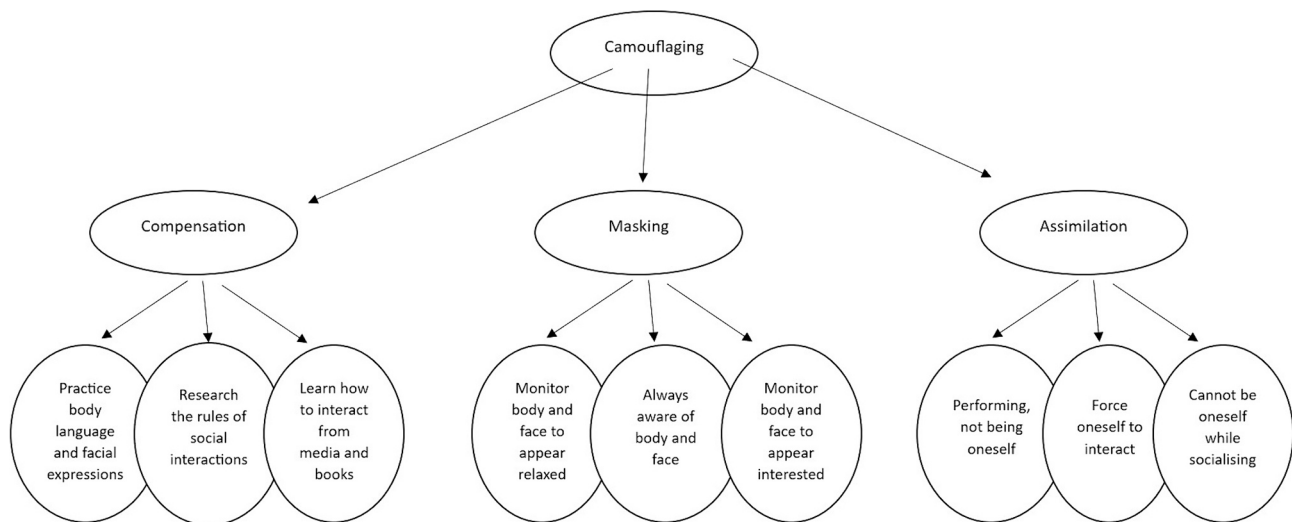 Camouflaging
Compensation
Masking
Assimilation
Practice
body
language
and facial
expressions
Research
the rules of
social
interactions
Learn how
to interact
from
media and
books
Monitor
body and
face to
appear
relaxed
Always
aware of
body and
face
Monitor
body and
face to
appear
interested
Performing,
not being
oneself
Force
oneself to
interact
Cannot be
oneself
while
socialising